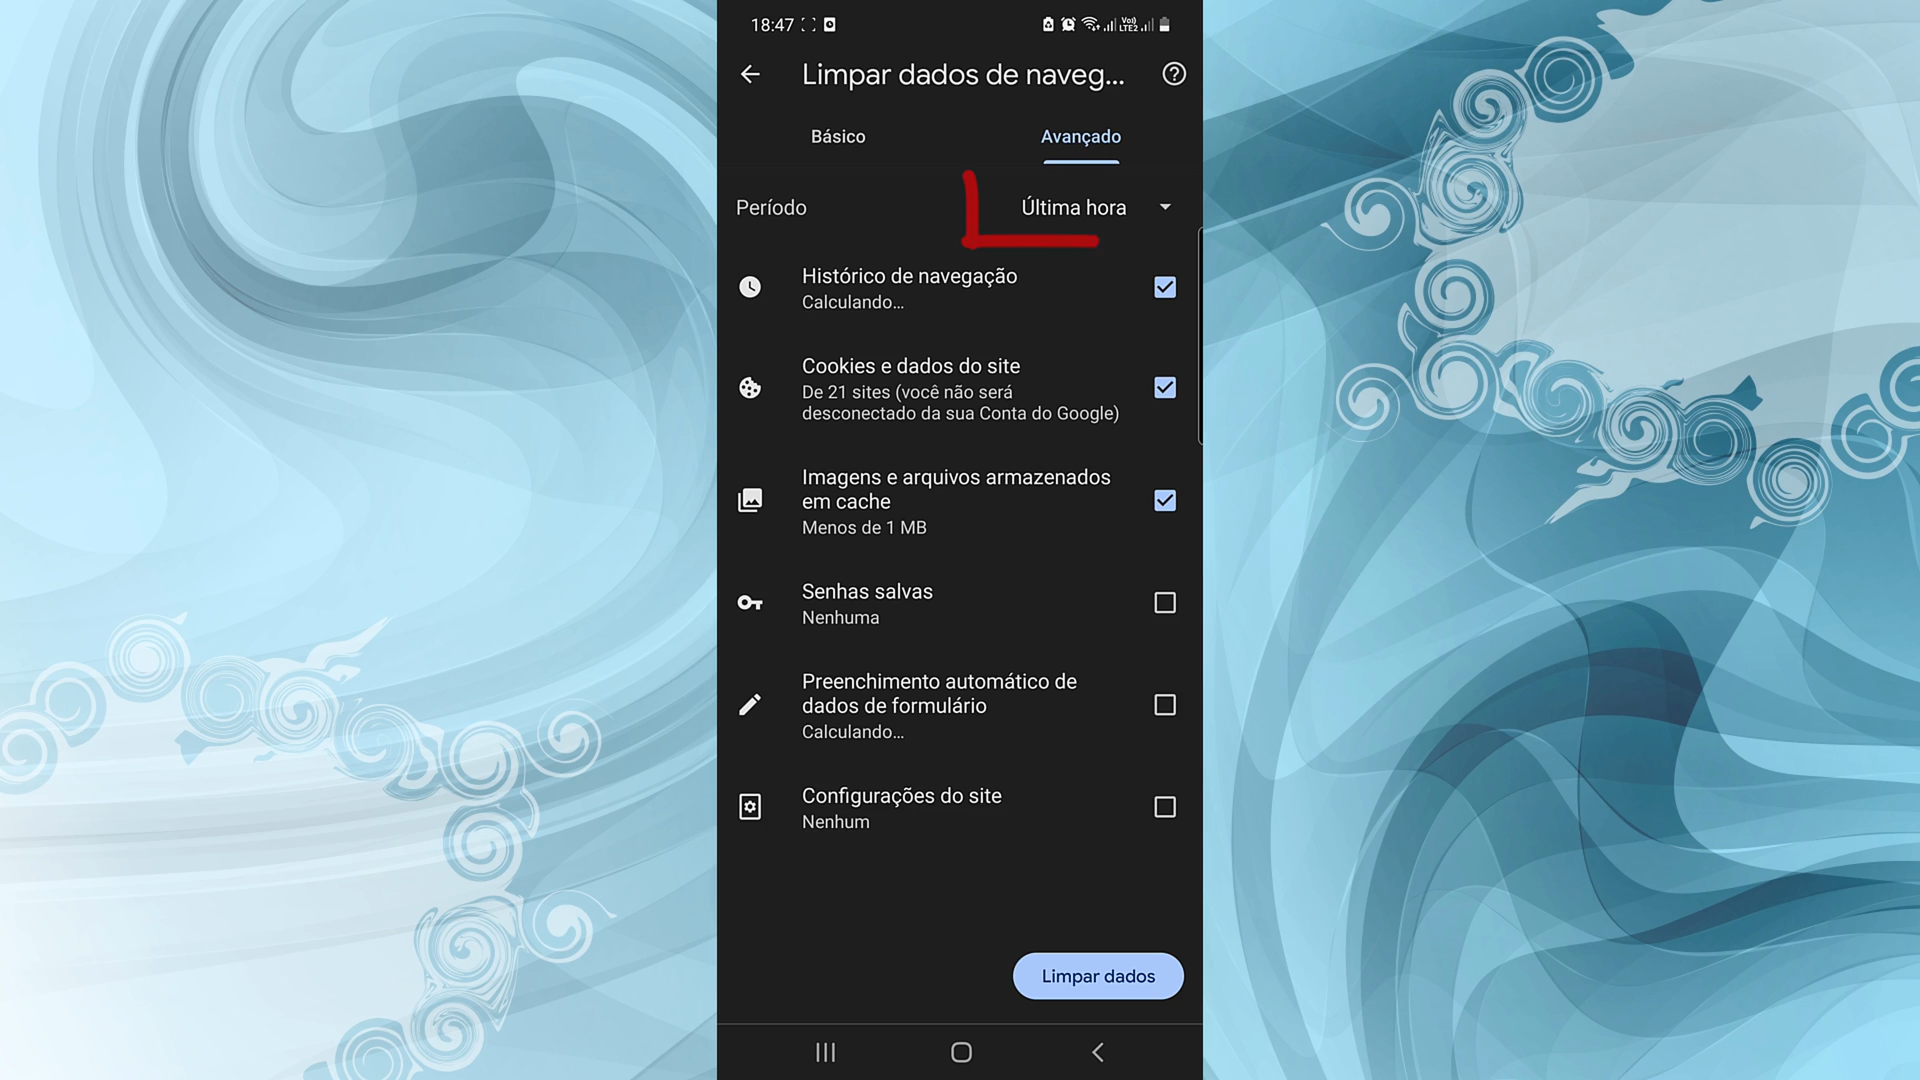 18:47
Vo))
LTE2
Limpar dados de naveg...
Básico
Avançado
Período
Última hora
Histórico de navegação
Calculando...
Cookies e dados do site
De 21 sites (você não será
desconectado da sua Conta do Google)
Imagens e arquivos armazenados
em cache
Menos de 1 MB
Senhas salvas
Nenhuma
Preenchimento automático de
dados de formulário
Calculando...
Configurações do site
Nenhum
Limpar dados